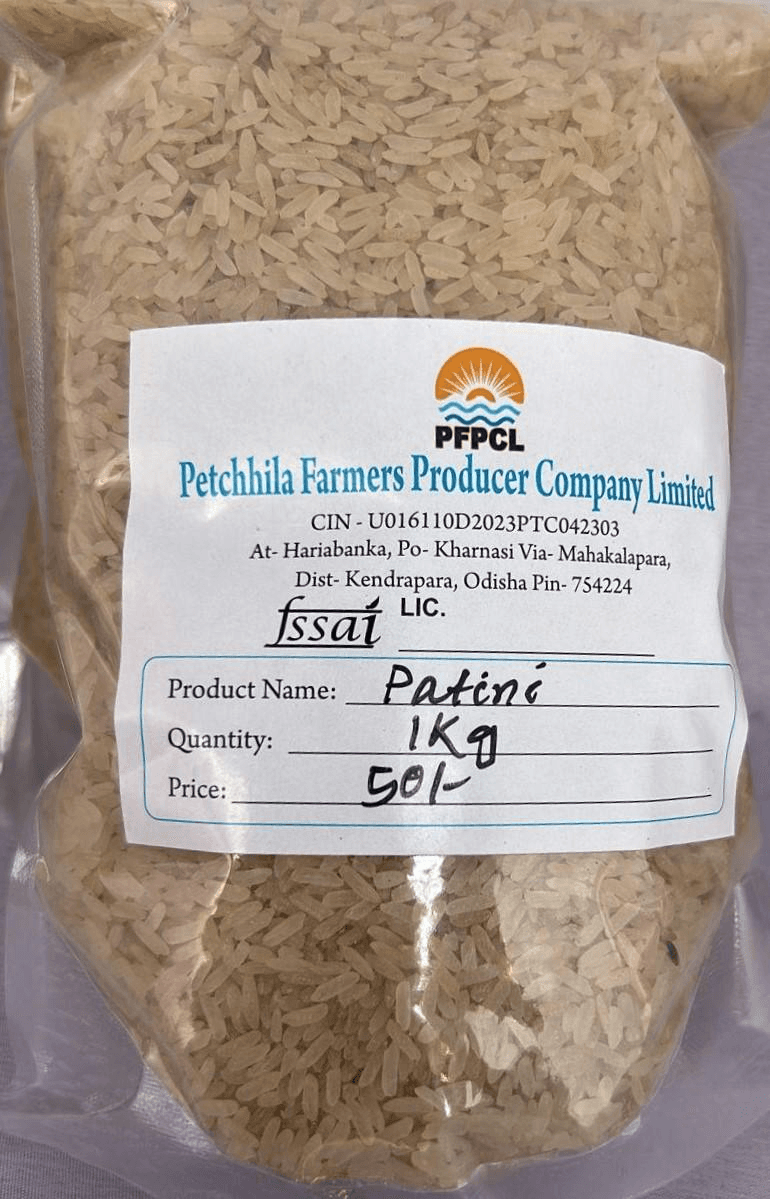 PFPCL
Petchhila Farmers Producer Company Limited
CIN - U016110D2023PTC042303
At- Hariabanka, Po- Kharnasi Via- Mahakalapara,
Dist- Kendrapara, Odisha Pin- 754224
fssai LIC.
Product Name: Patini
Quantity: 1Kg
Price: 50/-